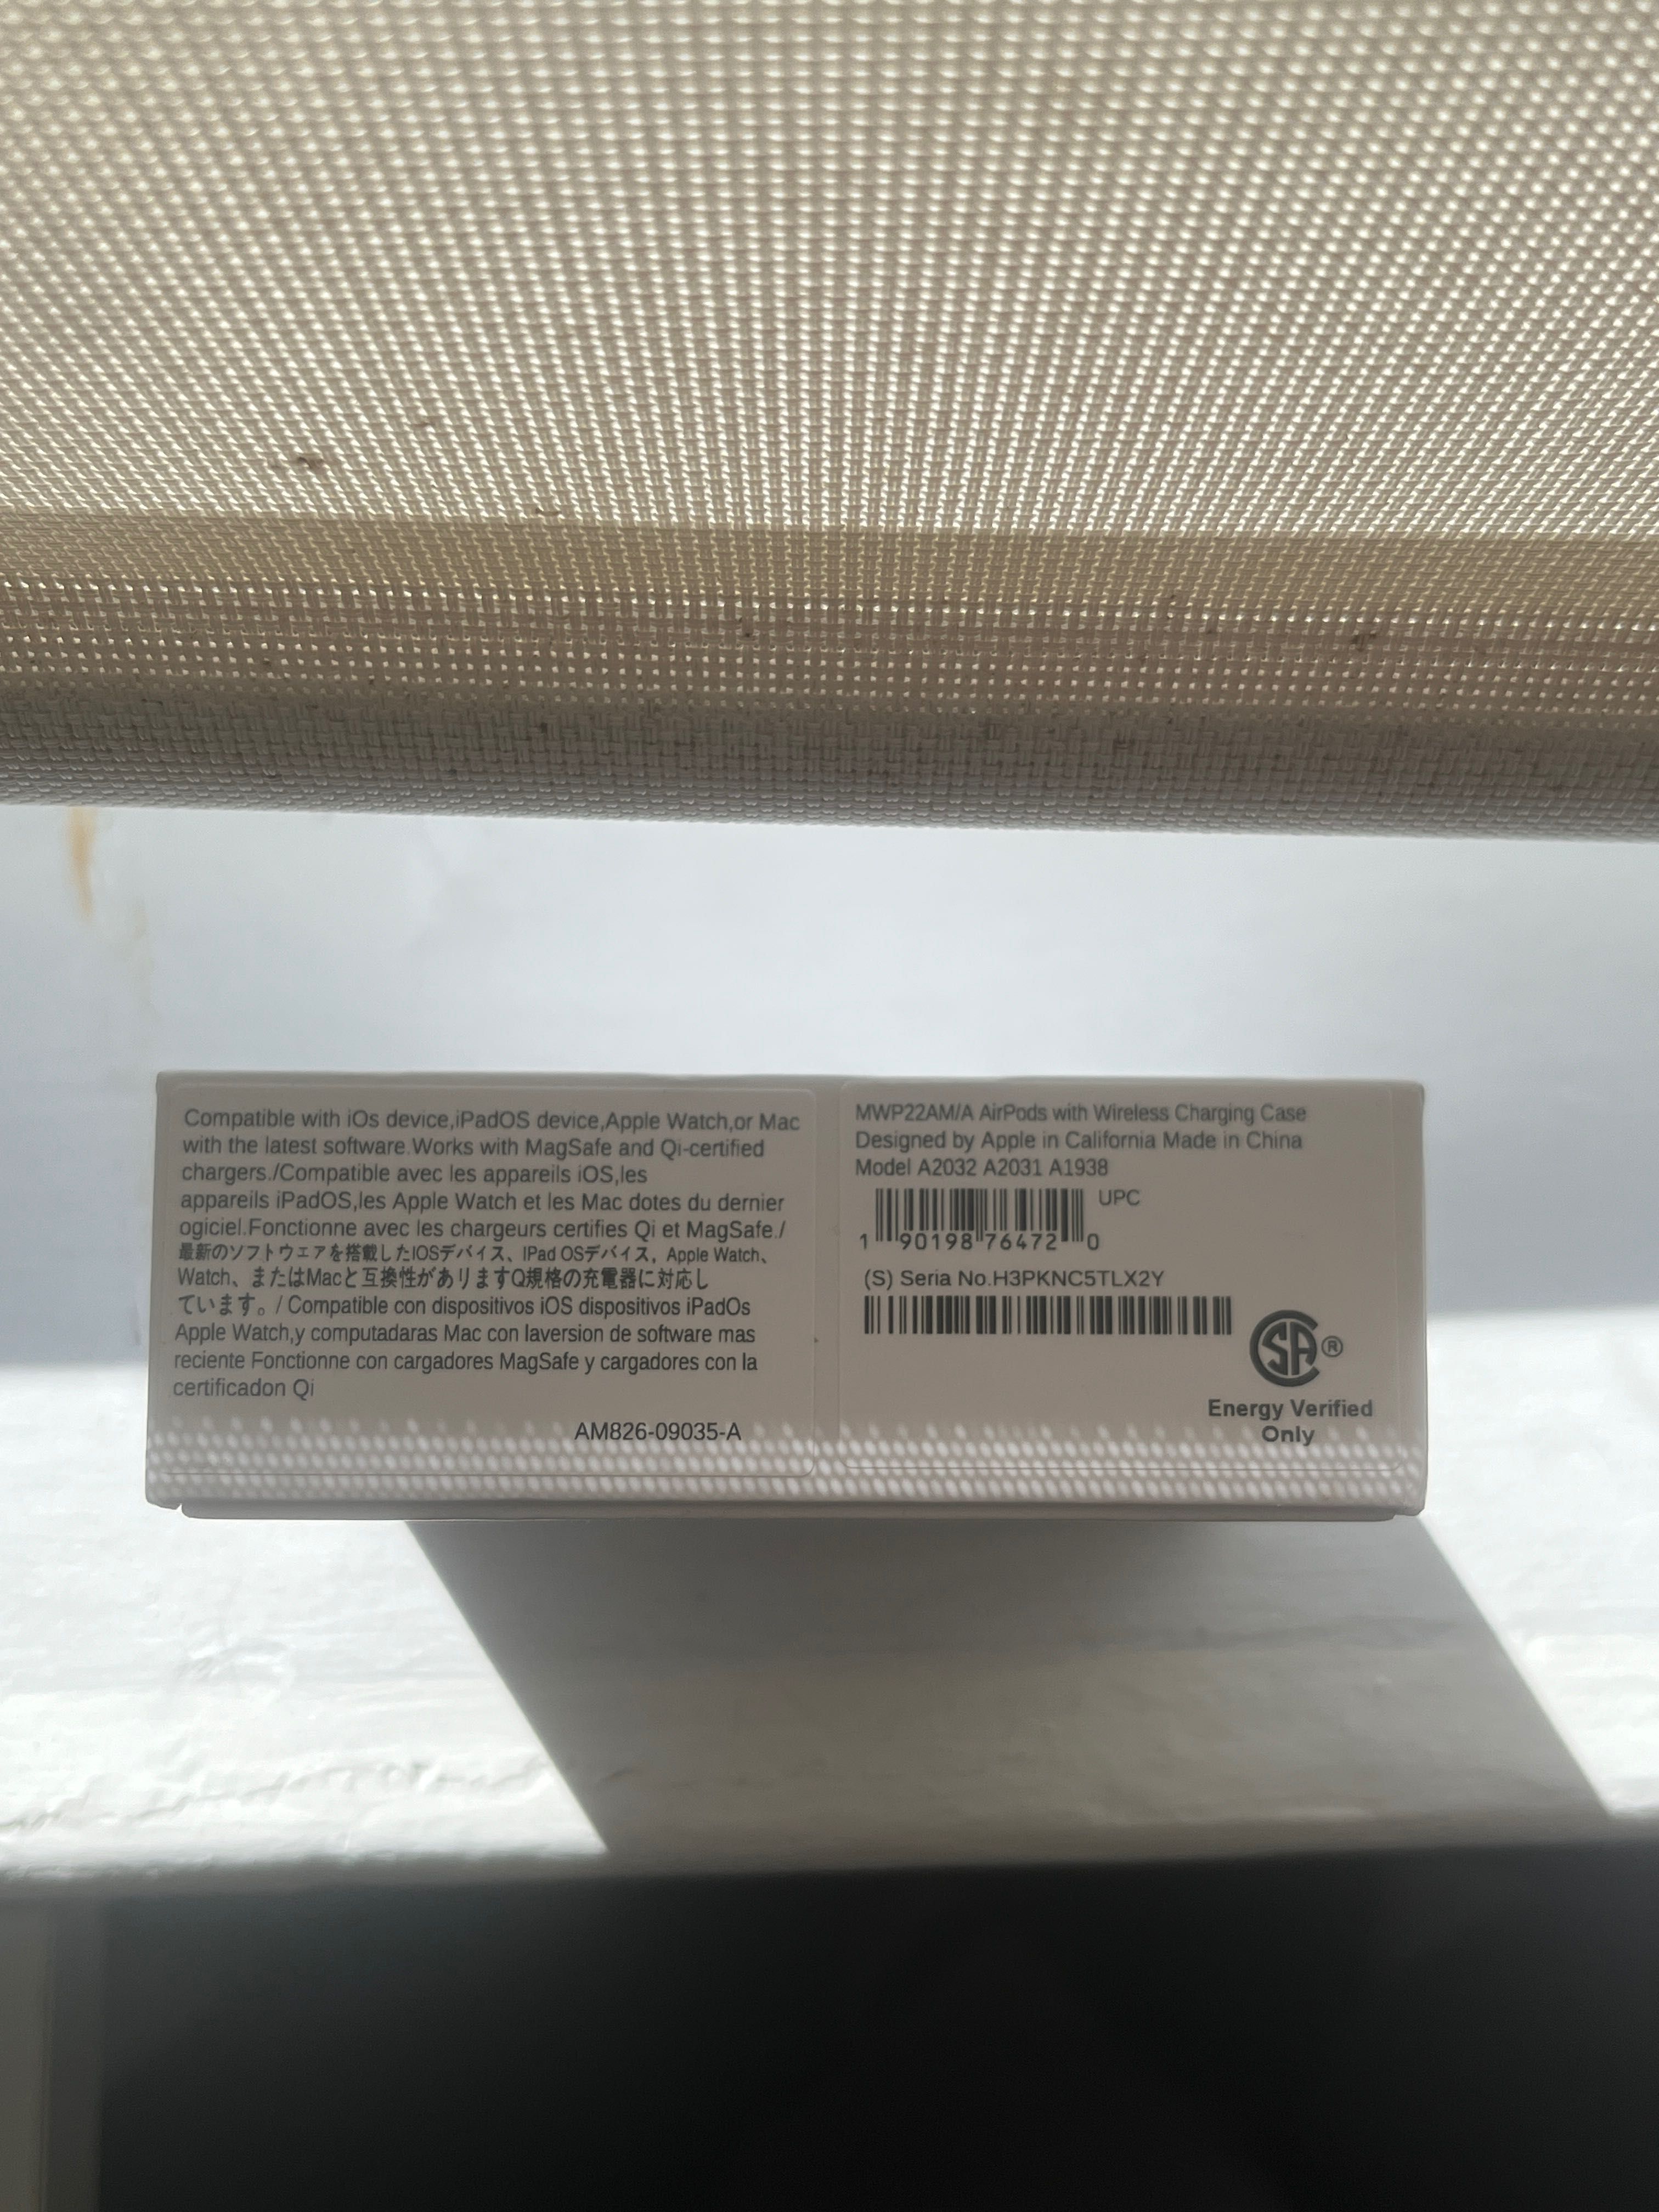 Compatible with iOs device,iPadOS device,Apple Watch,or Mac
with the latest software.Works with MagSafe and Qi-certified
chargers./Compatible avec les appareils iOS,les
appareils iPadOS,les Apple Watch et les Mac dotes du dernier
ogiciel.Fonctionne avec les chargeurs certifies Qi et MagSafe./
最新のソフトウェアを搭載したIOSデバイス、IPad OSデバイス, Apple Watch、
Watch、またはMacと互換性がありますQ規格の充電器に対応し
ています。/ Compatible con dispositivos iOS dispositivos iPadOs
Apple Watch,y computadaras Mac con laversion de software mas
reciente Fonctionne con cargadores MagSafe y cargadores con la
certificadon Qi
AM826-09035-A
MWP22AM/A AirPods with Wireless Charging Case
Designed by Apple in California Made in China
Model A2032 A2031 A1938
UPC
1 90198 76472 0
(S) Seria No.H3PKNC5TLX2Y
SA ®
Energy Verified
Only